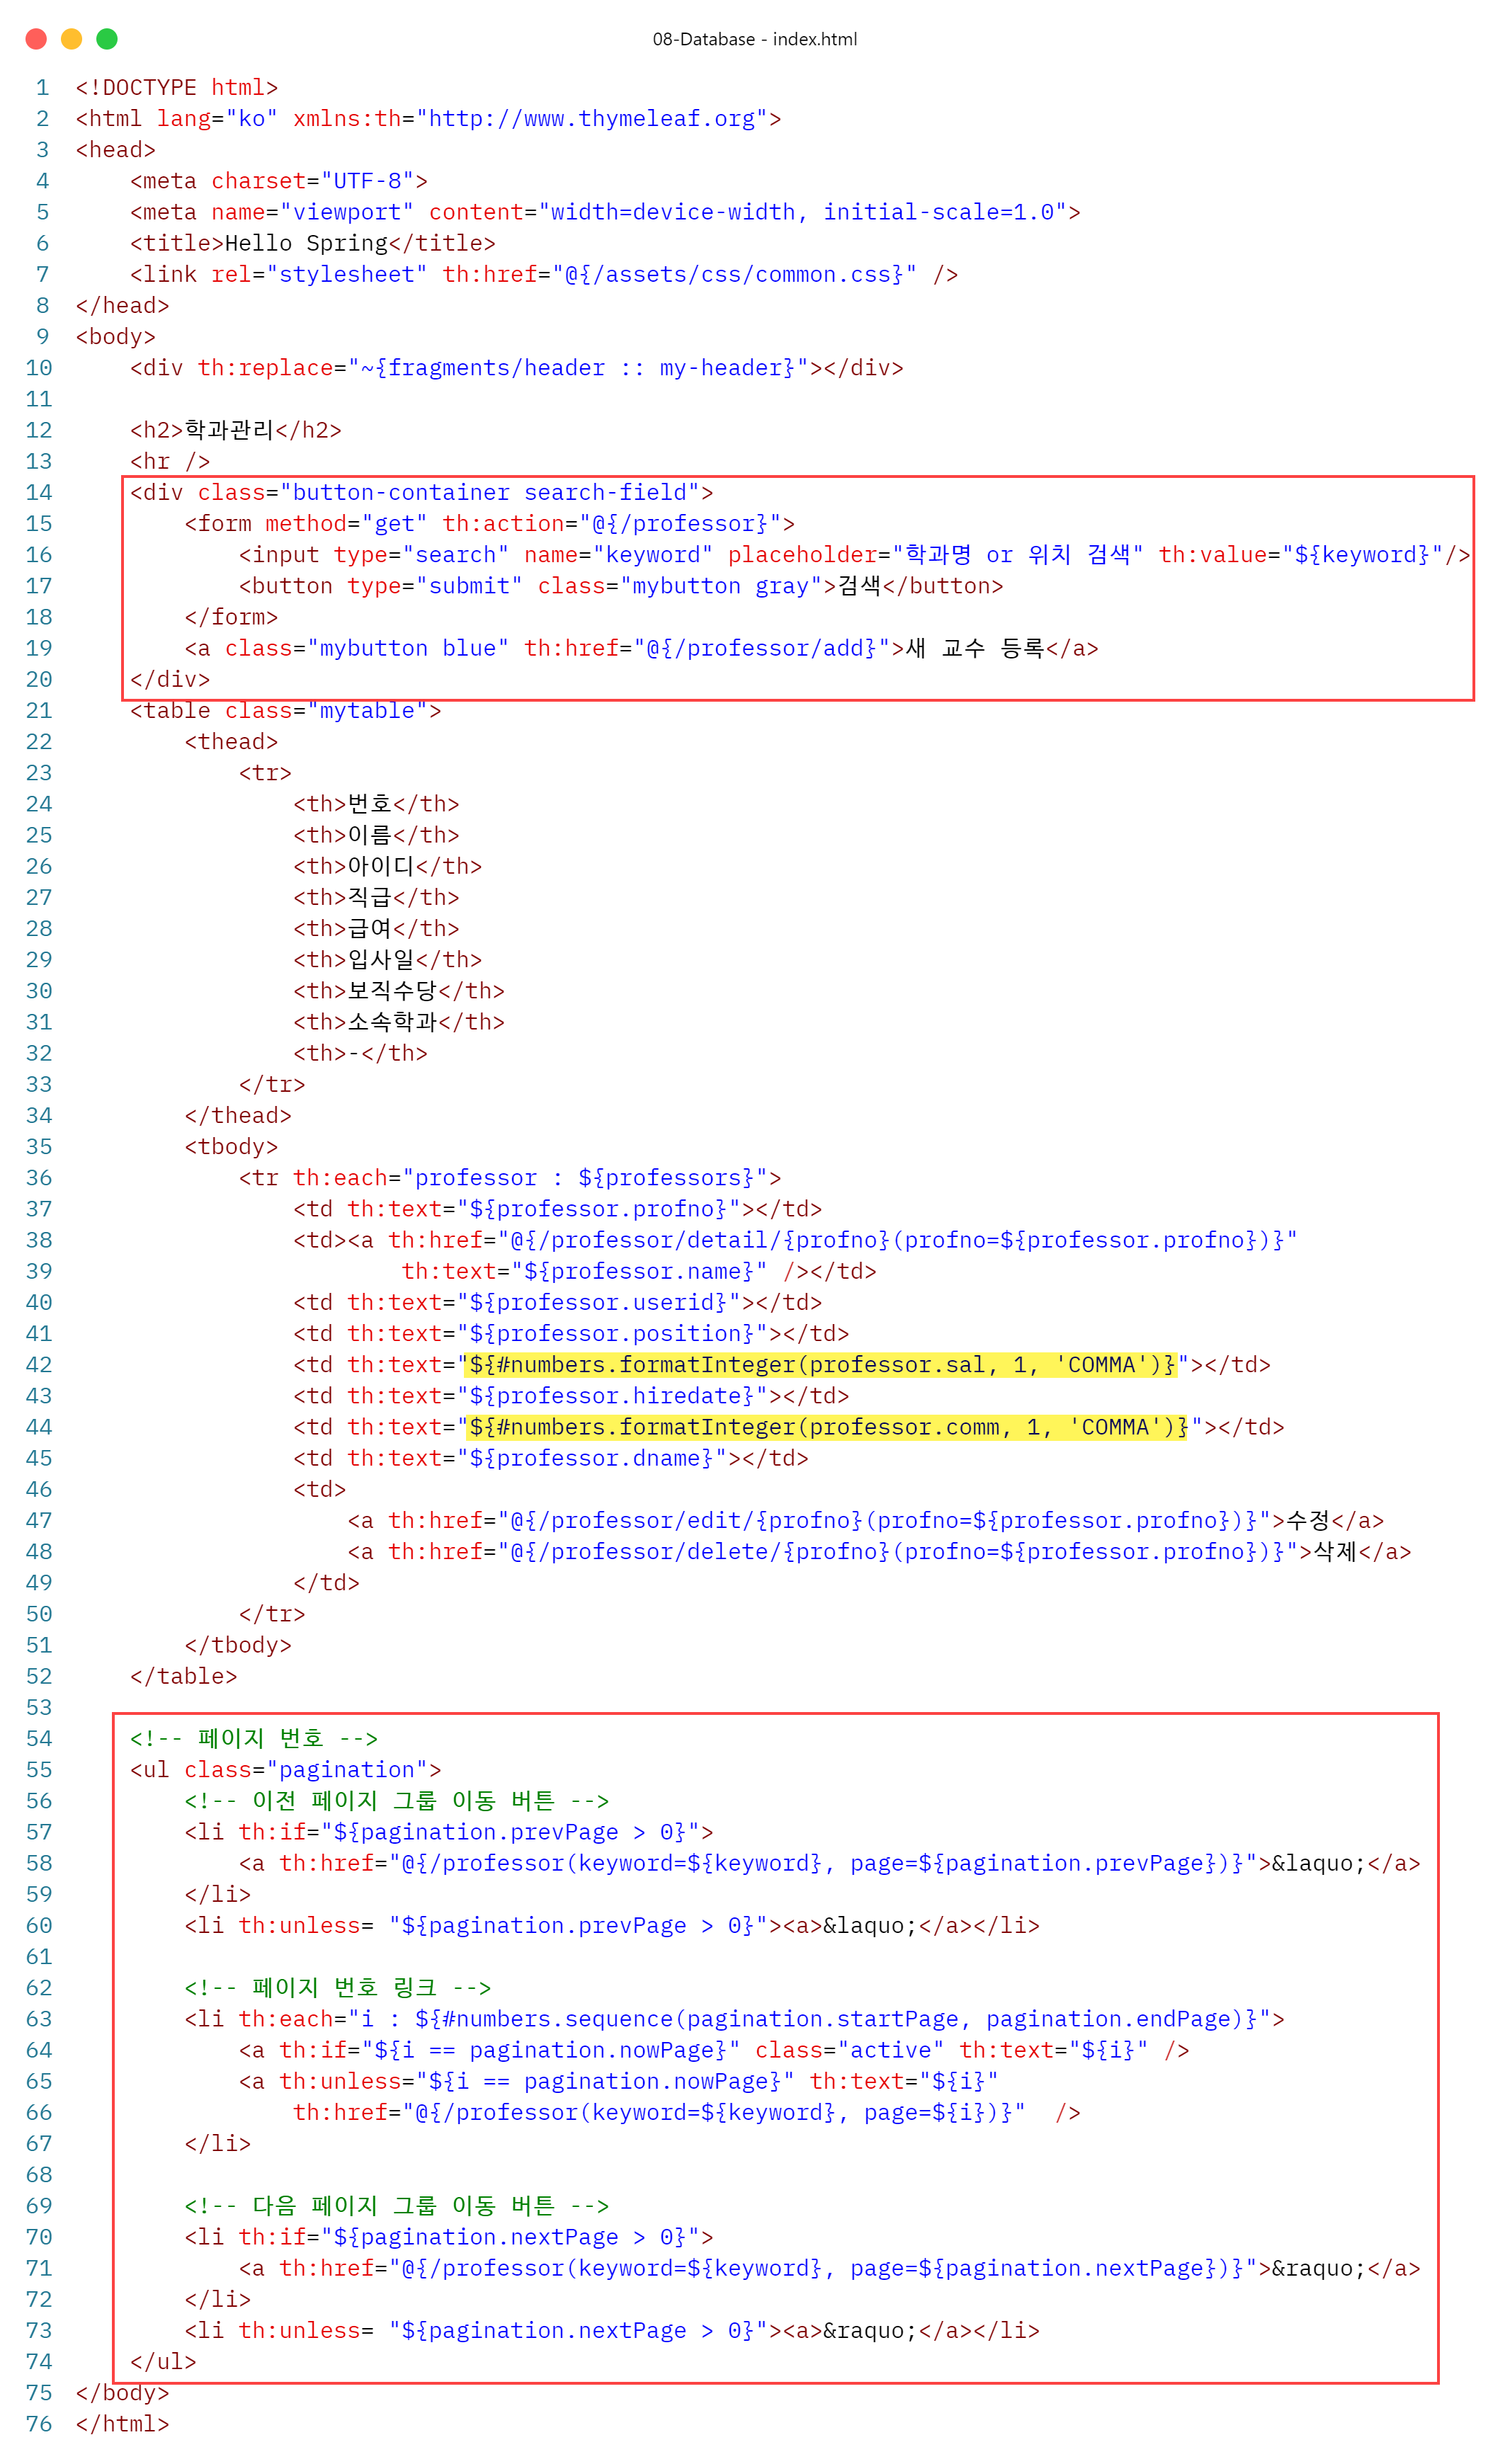 08-Database - index.html
1 <!DOCTYPE html>
2 <html lang="ko" xmlns:th="http://www.thymeleaf.org">
3 <head>
4     <meta charset="UTF-8">
5     <meta name="viewport" content="width=device-width, initial-scale=1.0">
6     <title>Hello Spring</title>
7     <link rel="stylesheet" th:href="@{/assets/css/common.css}" />
8 </head>
9 <body>
10     <div th:replace="~{fragments/header :: my-header}"></div>
11
12     <h2>학과관리</h2>
13     <hr />
14     <div class="button-container search-field">
15         <form method="get" th:action="@{/professor}">
16             <input type="search" name="keyword" placeholder="학과명 or 위치 검색" th:value="${keyword}"/>
17             <button type="submit" class="mybutton gray">검색</button>
18         </form>
19         <a class="mybutton blue" th:href="@{/professor/add}">새 교수 등록</a>
20     </div>
21     <table class="mytable">
22         <thead>
23             <tr>
24                 <th>번호</th>
25                 <th>이름</th>
26                 <th>아이디</th>
27                 <th>직급</th>
28                 <th>급여</th>
29                 <th>입사일</th>
30                 <th>보직수당</th>
31                 <th>소속학과</th>
32                 <th>-</th>
33             </tr>
34         </thead>
35         <tbody>
36             <tr th:each="professor : ${professors}">
37                 <td th:text="${professor.profno}"></td>
38                 <td><a th:href="@{/professor/detail/{profno}(profno=${professor.profno})}"
39                         th:text="${professor.name}" /></td>
40                 <td th:text="${professor.userid}"></td>
41                 <td th:text="${professor.position}"></td>
42                 <td th:text="${#numbers.formatInteger(professor.sal, 1, 'COMMA')}"></td>
43                 <td th:text="${professor.hiredate}"></td>
44                 <td th:text="${#numbers.formatInteger(professor.comm, 1, 'COMMA')}"></td>
45                 <td th:text="${professor.dname}"></td>
46                 <td>
47                     <a th:href="@{/professor/edit/{profno}(profno=${professor.profno})}">수정</a>
48                     <a th:href="@{/professor/delete/{profno}(profno=${professor.profno})}">삭제</a>
49                 </td>
50             </tr>
51         </tbody>
52     </table>
53
54     <!-- 페이지 번호 -->
55     <ul class="pagination">
56         <!-- 이전 페이지 그룹 이동 버튼 -->
57         <li th:if="${pagination.prevPage > 0}">
58             <a th:href="@{/professor(keyword=${keyword}, page=${pagination.prevPage})}">&laquo;</a>
59         </li>
60         <li th:unless= "${pagination.prevPage > 0}"><a>&laquo;</a></li>
61
62         <!-- 페이지 번호 링크 -->
63         <li th:each="i : ${#numbers.sequence(pagination.startPage, pagination.endPage)}">
64             <a th:if="${i == pagination.nowPage}" class="active" th:text="${i}" />
65             <a th:unless="${i == pagination.nowPage}" th:text="${i}"
66                 th:href="@{/professor(keyword=${keyword}, page=${i})}"  />
67         </li>
68
69         <!-- 다음 페이지 그룹 이동 버튼 -->
70         <li th:if="${pagination.nextPage > 0}">
71             <a th:href="@{/professor(keyword=${keyword}, page=${pagination.nextPage})}">&raquo;</a>
72         </li>
73         <li th:unless= "${pagination.nextPage > 0}"><a>&raquo;</a></li>
74     </ul>
75 </body>
76 </html>